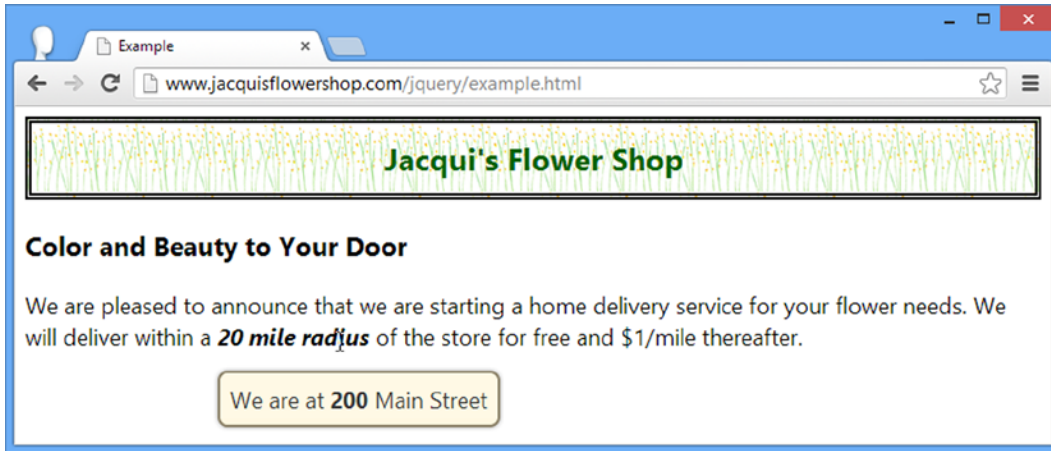 Example
www.jacquisflowershop.com/jquery/example.html
Jacqui's Flower Shop
Color and Beauty to Your Door
We are pleased to announce that we are starting a home delivery service for your flower needs. We
will deliver within a 20 mile radius of the store for free and $1/mile thereafter.
We are at 200 Main Street